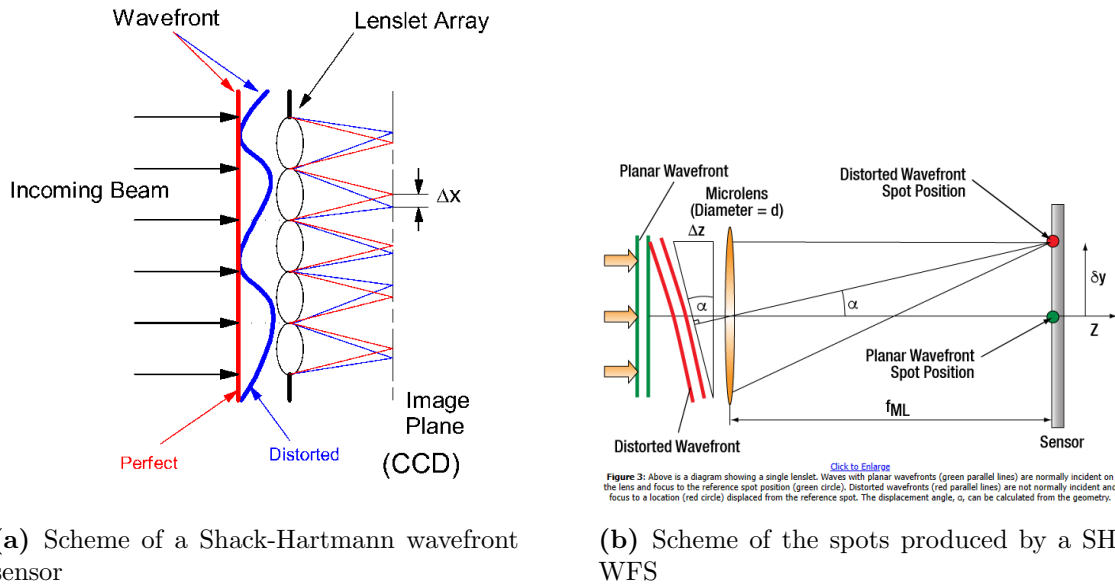 Wavefront
Lenslet Array
Incoming Beam
Δx
Image
Plane
(CCD)
Perfect
Distorted
Planar Wavefront
Microlens
(Diameter = d)
Δz
Distorted Wavefront
Spot Position
α
α
δy
Z
Planar Wavefront
Spot Position
fML
Distorted Wavefront
Sensor
Click to Enlarge
Figure 3: Above is a diagram showing a single lenslet. Waves with planar wavefronts (green parallel lines) are normally incident on
the lens and focus to the reference spot position (green circle). Distorted wavefronts (red parallel lines) are not normally incident and
focus to a location (red circle) displaced from the reference spot. The displacement angle, α, can be calculated from the geometry.
(a) Scheme of a Shack-Hartmann wavefront
sensor
(b) Scheme of the spots produced by a SH
WFS